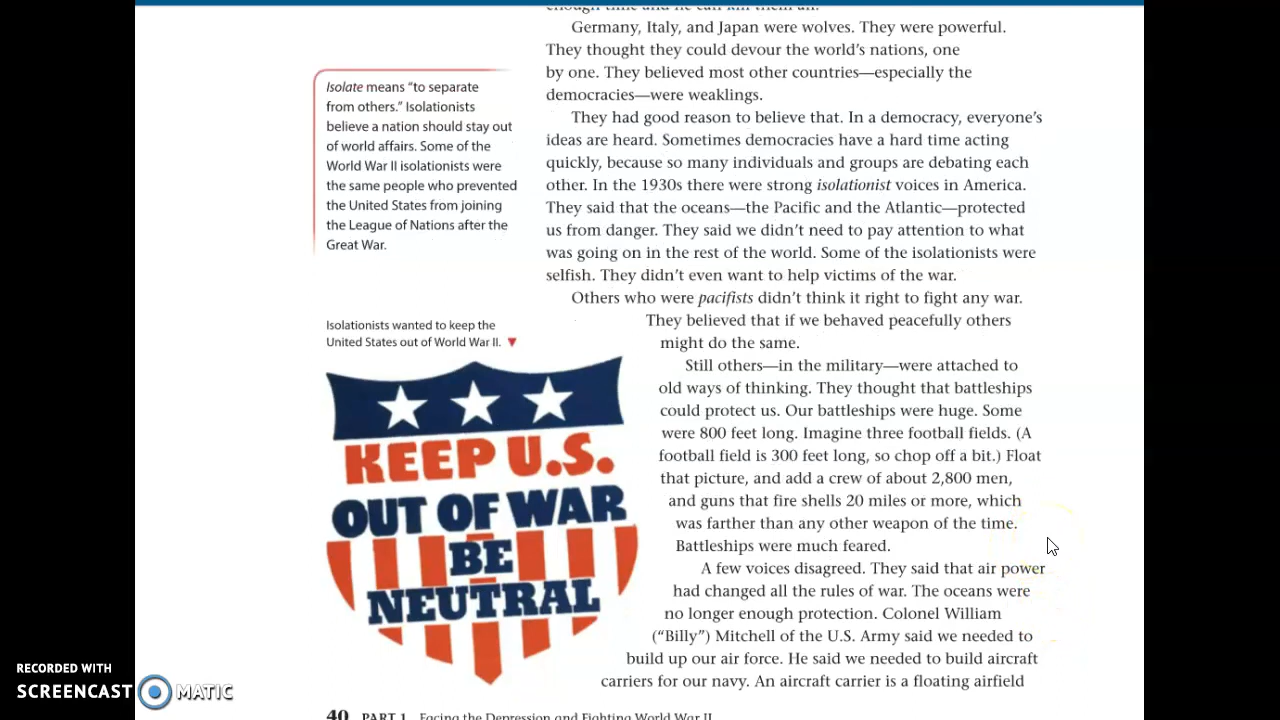 enough time and he can kill them all.
Germany, Italy, and Japan were wolves. They were powerful.
They thought they could devour the world’s nations, one
by one. They believed most other countries—especially the
democracies—were weaklings.
They had good reason to believe that. In a democracy, everyone’s
ideas are heard. Sometimes democracies have a hard time acting
quickly, because so many individuals and groups are debating each
other. In the 1930s there were strong isolationist voices in America.
They said that the oceans—the Pacific and the Atlantic—protected
us from danger. They said we didn’t need to pay attention to what
was going on in the rest of the world. Some of the isolationists were
selfish. They didn’t even want to help victims of the war.
Others who were pacifists didn’t think it right to fight any war.
They believed that if we behaved peacefully others
might do the same.
Still others—in the military—were attached to
old ways of thinking. They thought that battleships
could protect us. Our battleships were huge. Some
were 800 feet long. Imagine three football fields. (A
football field is 300 feet long, so chop off a bit.) Float
that picture, and add a crew of about 2,800 men,
and guns that fire shells 20 miles or more, which
was farther than any other weapon of the time.
Battleships were much feared.
A few voices disagreed. They said that air power
had changed all the rules of war. The oceans were
no longer enough protection. Colonel William
(“Billy”) Mitchell of the U.S. Army said we needed to
build up our air force. He said we needed to build aircraft
carriers for our navy. An aircraft carrier is a floating airfield
Isolate means “to separate
from others.” Isolationists
believe a nation should stay out
of world affairs. Some of the
World War II isolationists were
the same people who prevented
the United States from joining
the League of Nations after the
Great War.
Isolationists wanted to keep the
United States out of World War II.
KEEP U.S.
OUT OF WAR
BE
NEUTRAL
40 PART 1 Facing the Depression and Fighting World War II
RECORDED WITH
SCREENCAST MATIC